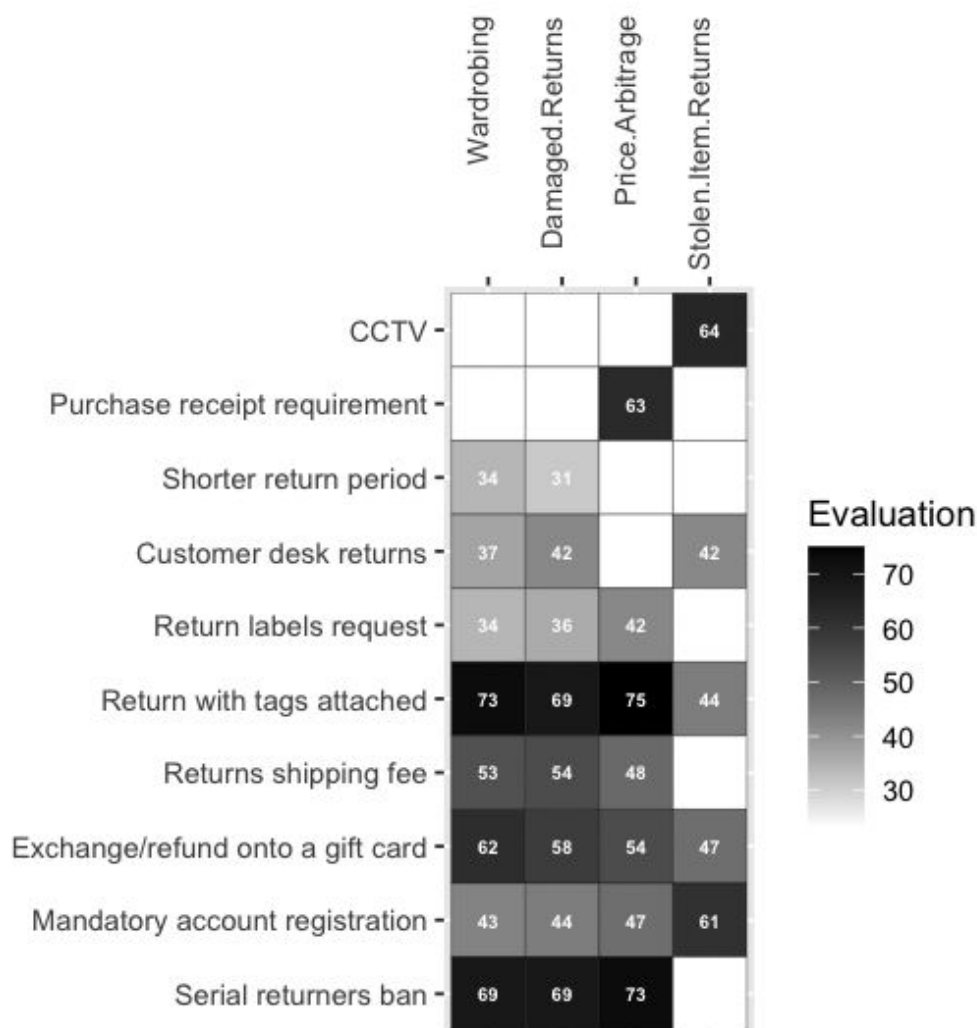 Wardrobing
Damaged.Returns
Price.Arbitrage
Stolen.Item.Returns
CCTV
64
Purchase receipt requirement
63
Shorter return period
34 31
Customer desk returns
37 42 42
Return labels request
34 36 42
Return with tags attached
73 69 75 44
Returns shipping fee
53 54 48
Exchange/refund onto a gift card
62 58 54 47
Mandatory account registration
43 44 47 61
Serial returners ban
69 69 73
Evaluation
70
60
50
40
30